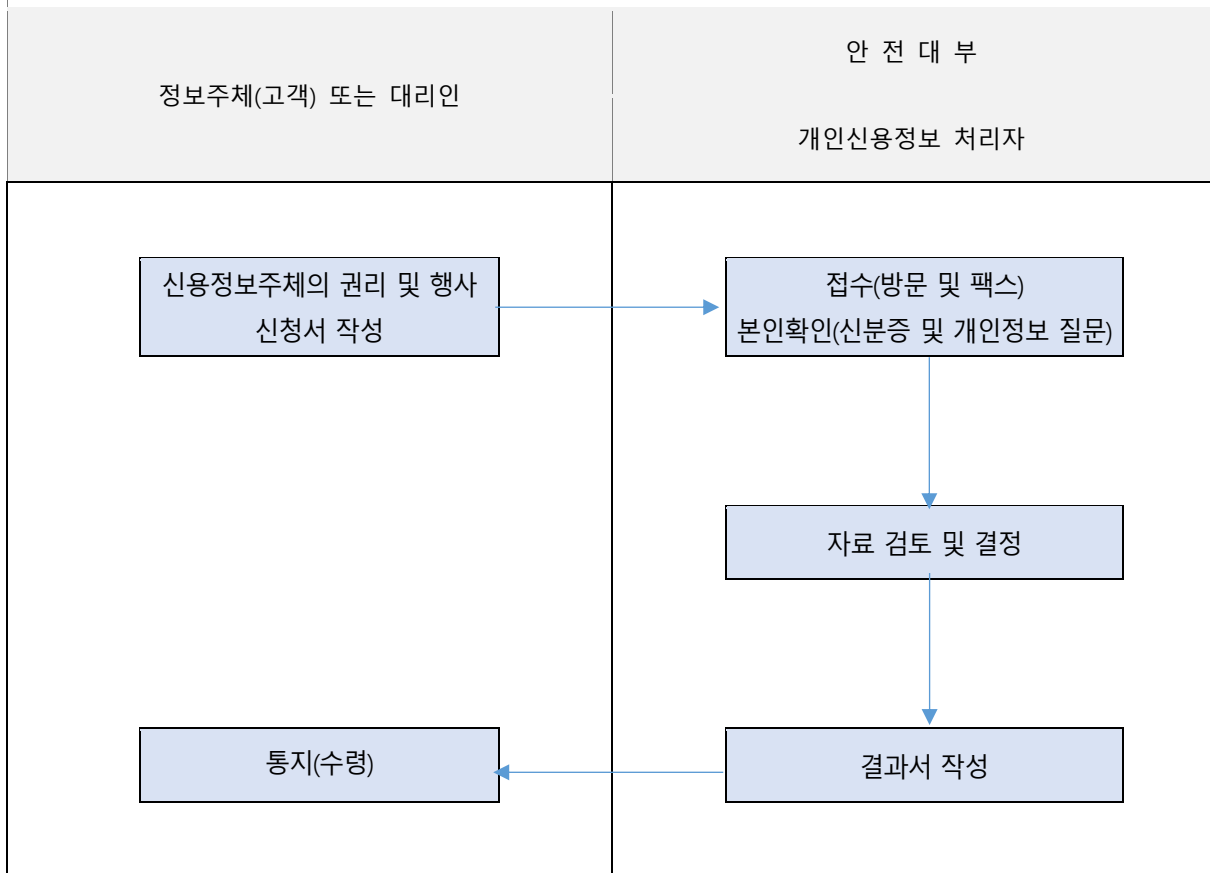 정보주체(고객) 또는 대리인
안 전 대 부
개인신용정보 처리자
신용정보주체의 권리 및 행사
신청서 작성
접수(방문 및 팩스)
본인확인(신분증 및 개인정보 질문)
자료 검토 및 결정
통지(수령)
결과서 작성